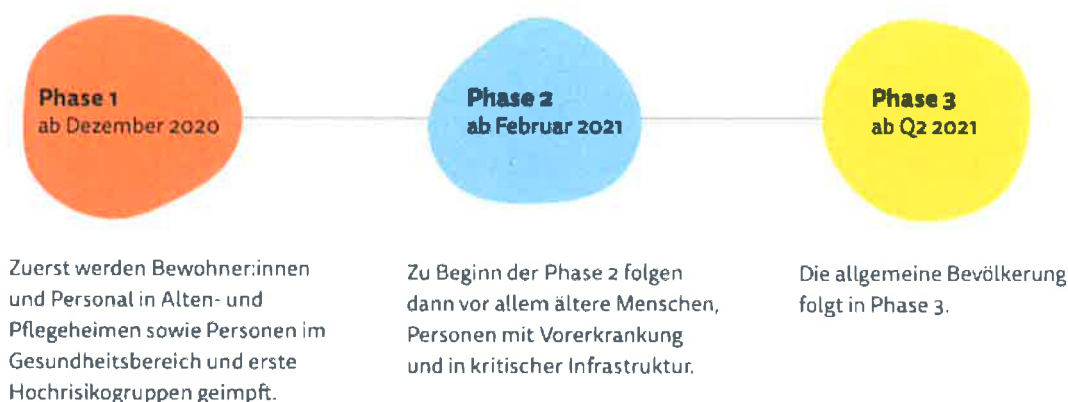 Phase 1
ab Dezember 2020
Phase 2
ab Februar 2021
Phase 3
ab Q2 2021
Zuerst werden Bewohner:innen
und Personal in Alten- und
Pflegeheimen sowie Personen im
Gesundheitsbereich und erste
Hochrisikogruppen geimpft.
Zu Beginn der Phase 2 folgen
dann vor allem ältere Menschen,
Personen mit Vorerkrankung
und in kritischer Infrastruktur.
Die allgemeine Bevölkerung
folgt in Phase 3.